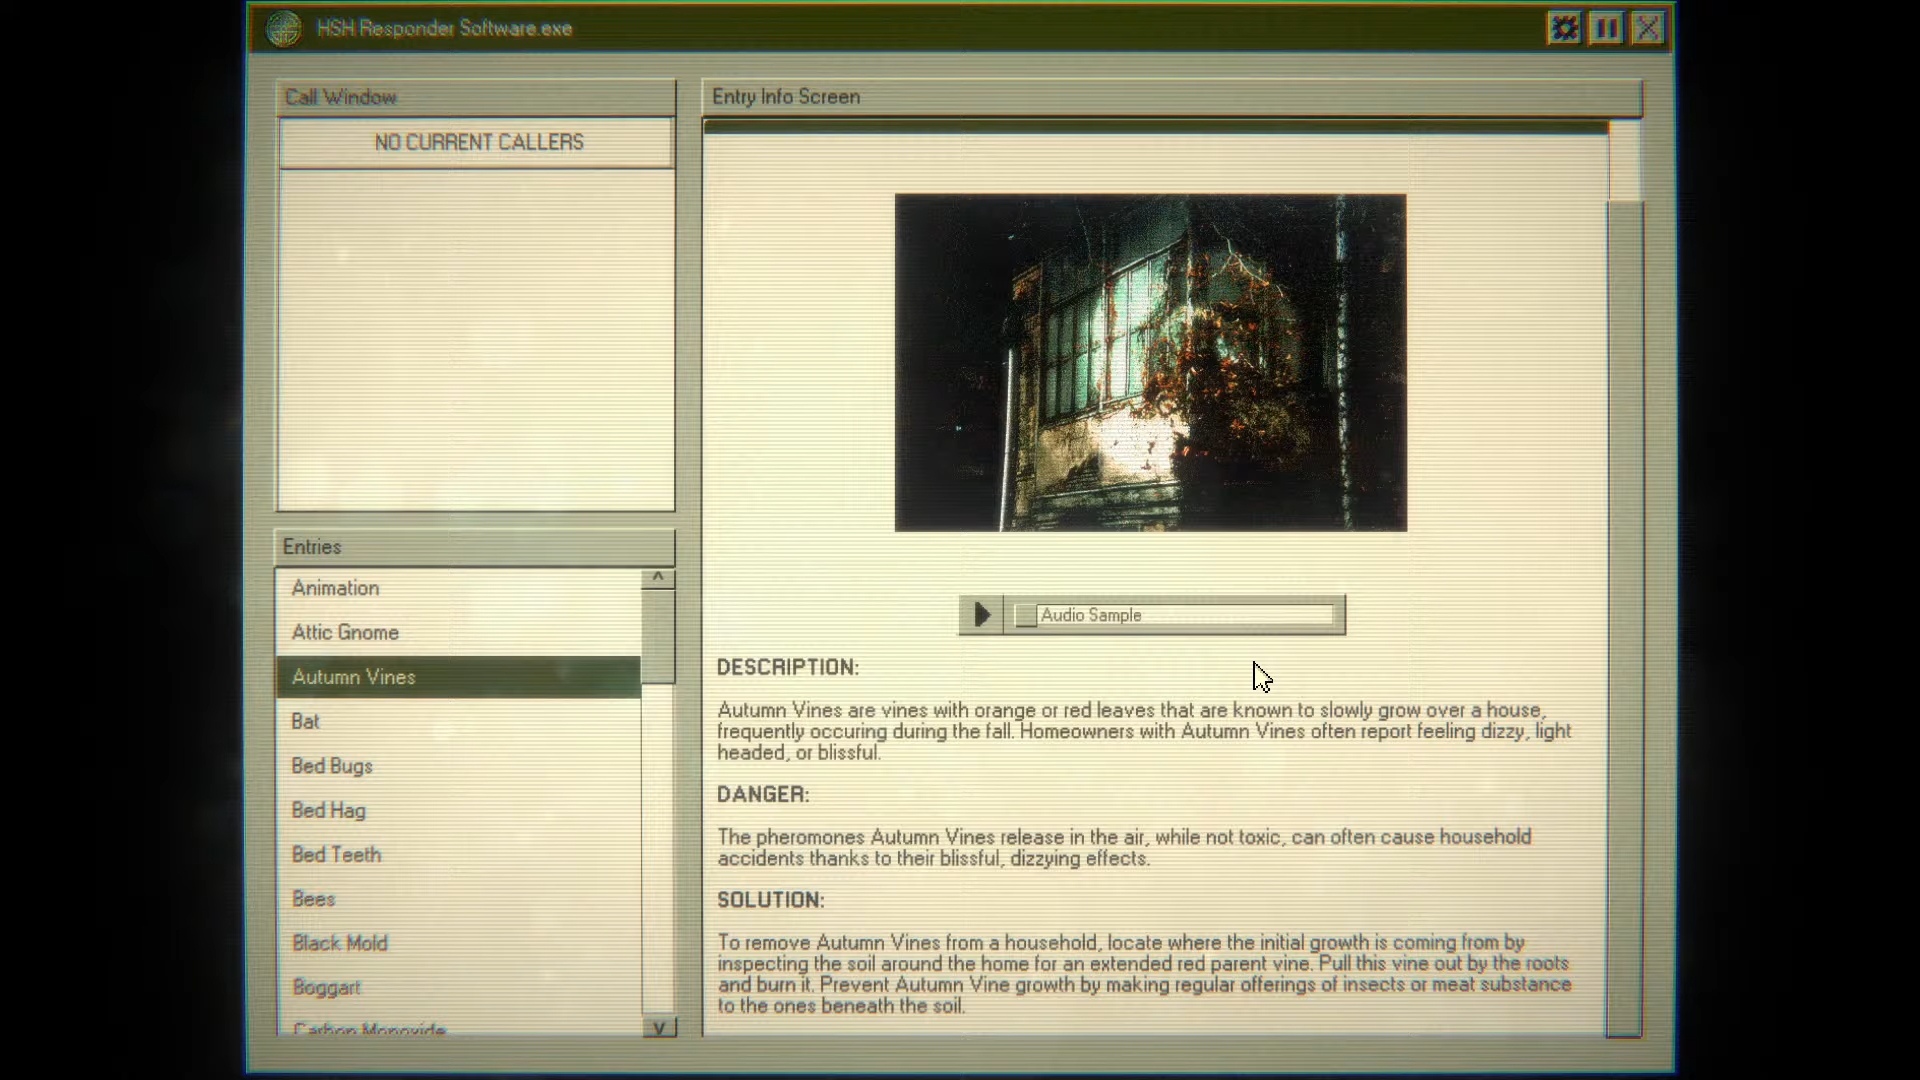 HSH Responder Software.exe
Call Window
NO CURRENT CALLERS
Entries
Animation
Attic Gnome
Autumn Vines
Bat
Bed Bugs
Bed Hag
Bed Teeth
Bees
Black Mold
Boggart
Carbon Monoxide
Entry Info Screen
Audio Sample
DESCRIPTION:
Autumn Vines are vines with orange or red leaves that are known to slowly grow over a house,
frequently occuring during the fall. Homeowners with Autumn Vines often report feeling dizzy, light
headed, or blissful.
DANGER:
The pheromones Autumn Vines release in the air, while not toxic, can often cause household
accidents thanks to their blissful, dizzying effects.
SOLUTION:
To remove Autumn Vines from a household, locate where the initial growth is coming from by
inspecting the soil around the home for an extended red parent vine. Pull this vine out by the roots
and burn it. Prevent Autumn Vine growth by making regular offerings of insects or meat substance
to the ones beneath the soil.